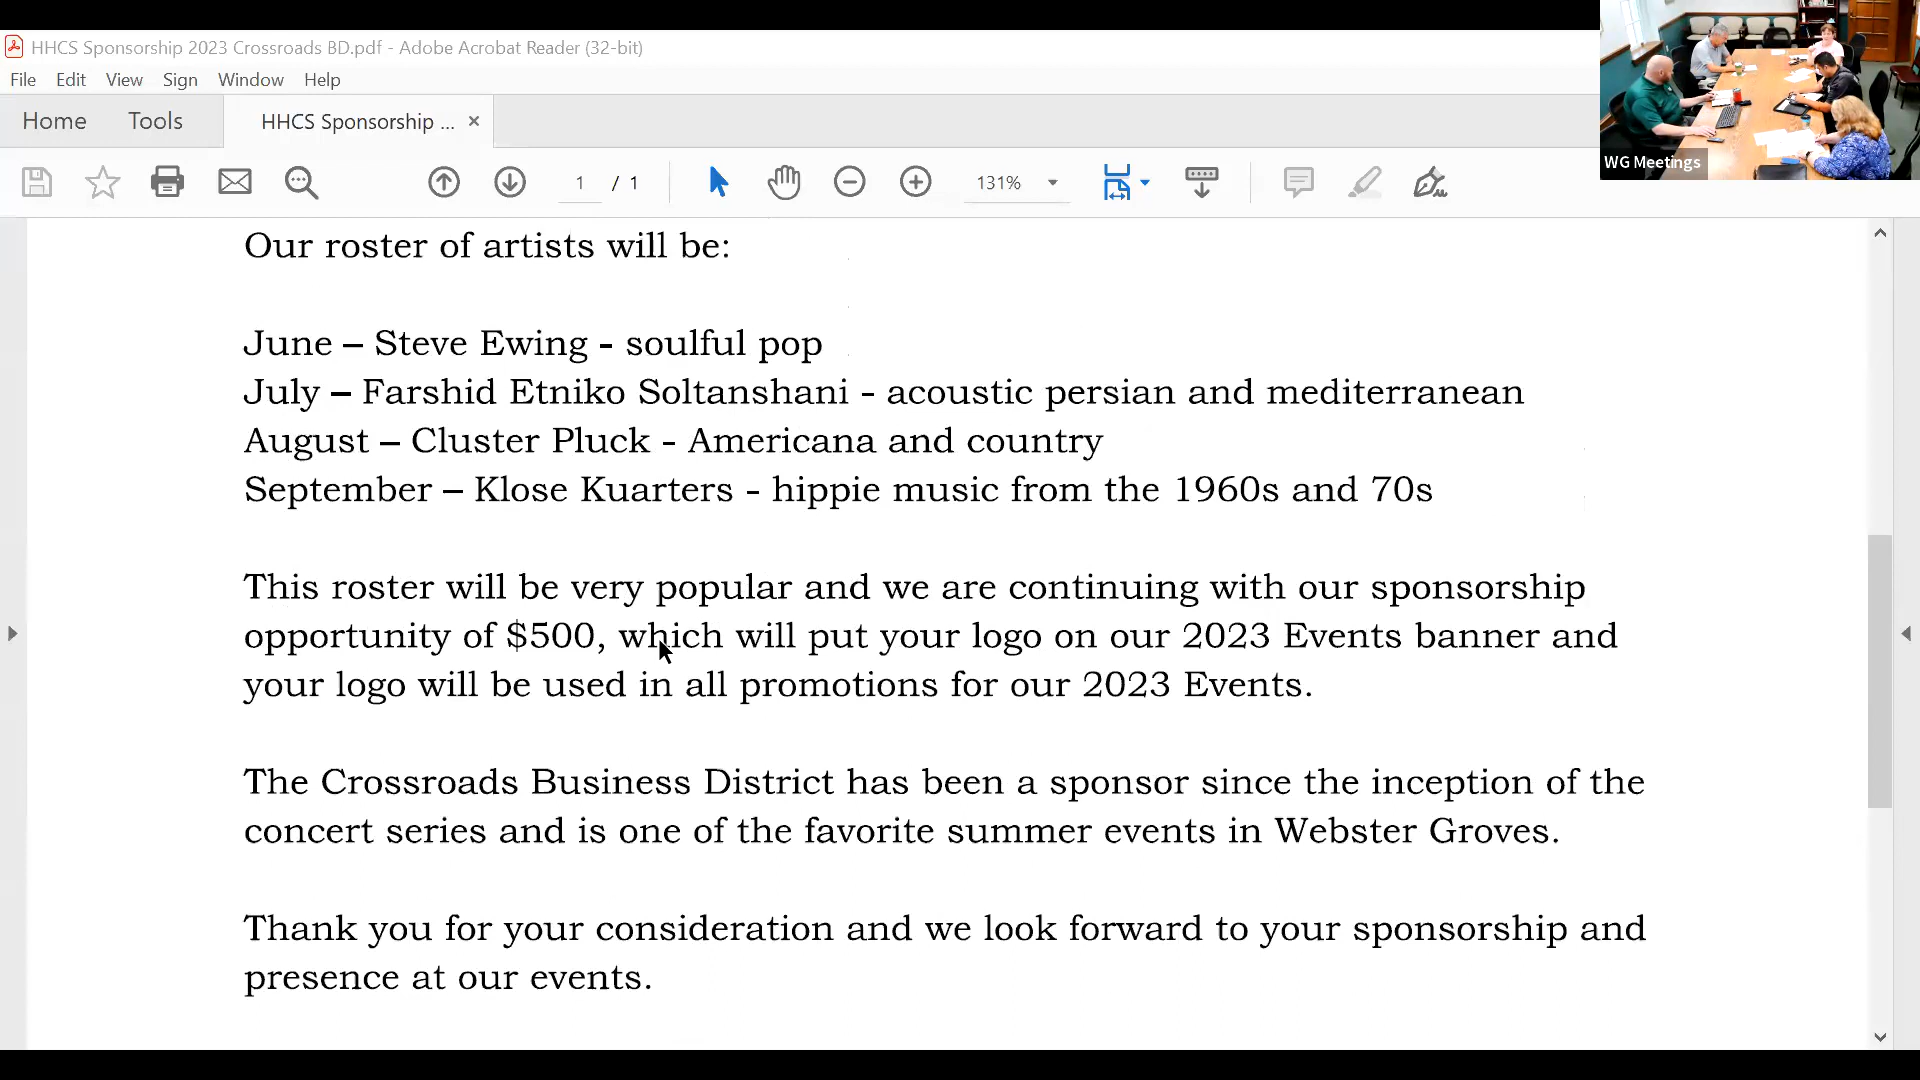 HHCS Sponsorship 2023 Crossroads BD.pdf - Adobe Acrobat Reader (32-bit)
File Edit View Sign Window Help
Home Tools HHCS Sponsorship ... ×
1 / 1 131%
WG Meetings
Our roster of artists will be:
June – Steve Ewing - soulful pop
July – Farshid Etniko Soltanshani - acoustic persian and mediterranean
August – Cluster Pluck - Americana and country
September – Klose Kuarters - hippie music from the 1960s and 70s
This roster will be very popular and we are continuing with our sponsorship
opportunity of $500, which will put your logo on our 2023 Events banner and
your logo will be used in all promotions for our 2023 Events.
The Crossroads Business District has been a sponsor since the inception of the
concert series and is one of the favorite summer events in Webster Groves.
Thank you for your consideration and we look forward to your sponsorship and
presence at our events.